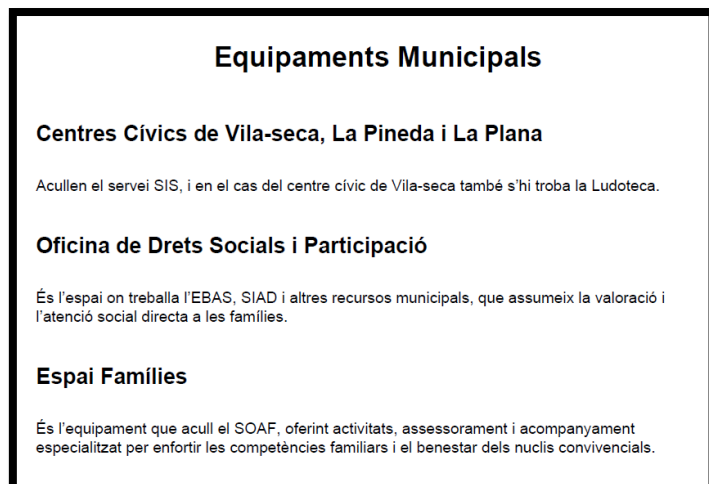 Equipaments Municipals
Centres Cívics de Vila-seca, La Pineda i La Plana
Acullen el servei SIS, i en el cas del centre cívic de Vila-seca també s’hi troba la Ludoteca.
Oficina de Drets Socials i Participació
És l’espai on treballa l’EBAS, SIAD i altres recursos municipals, que assumeix la valoració i
l’atenció social directa a les famílies.
Espai Famílies
És l’equipament que acull el SOAF, oferint activitats, assessorament i acompanyament
especialitzat per enfortir les competències familiars i el benestar dels nuclis convivencials.